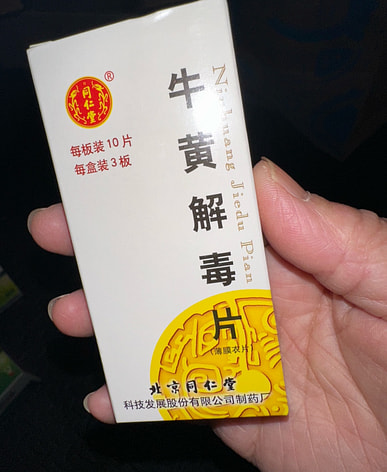 同仁堂
®
每板装10片
每盒装3板
牛黄解毒片
Niuhuang Jiedu Pian
(薄膜衣片)
北京同仁堂
科技发展股份有限公司制药厂